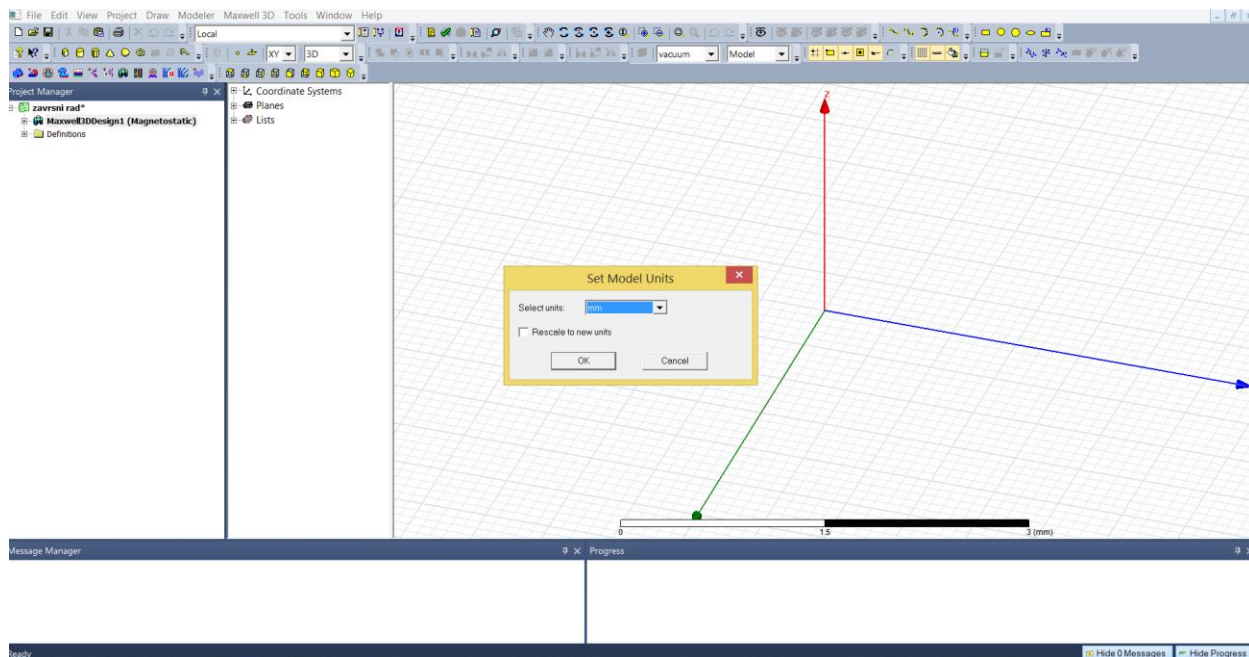 File Edit View Project Draw Modeler Maxwell 3D Tools Window Help
Local
XY 3D vacuum Model
Project Manager
zavrsni rad*
Maxwell3DDesign1 (Magnetostatic)
Definitions
Coordinate Systems
Planes
Lists
Z
Set Model Units
Select units: mm
Rescale to new units
OK Cancel
0 1.5 3 (mm)
Message Manager
Progress
Ready
Hide 0 Messages Hide Progress